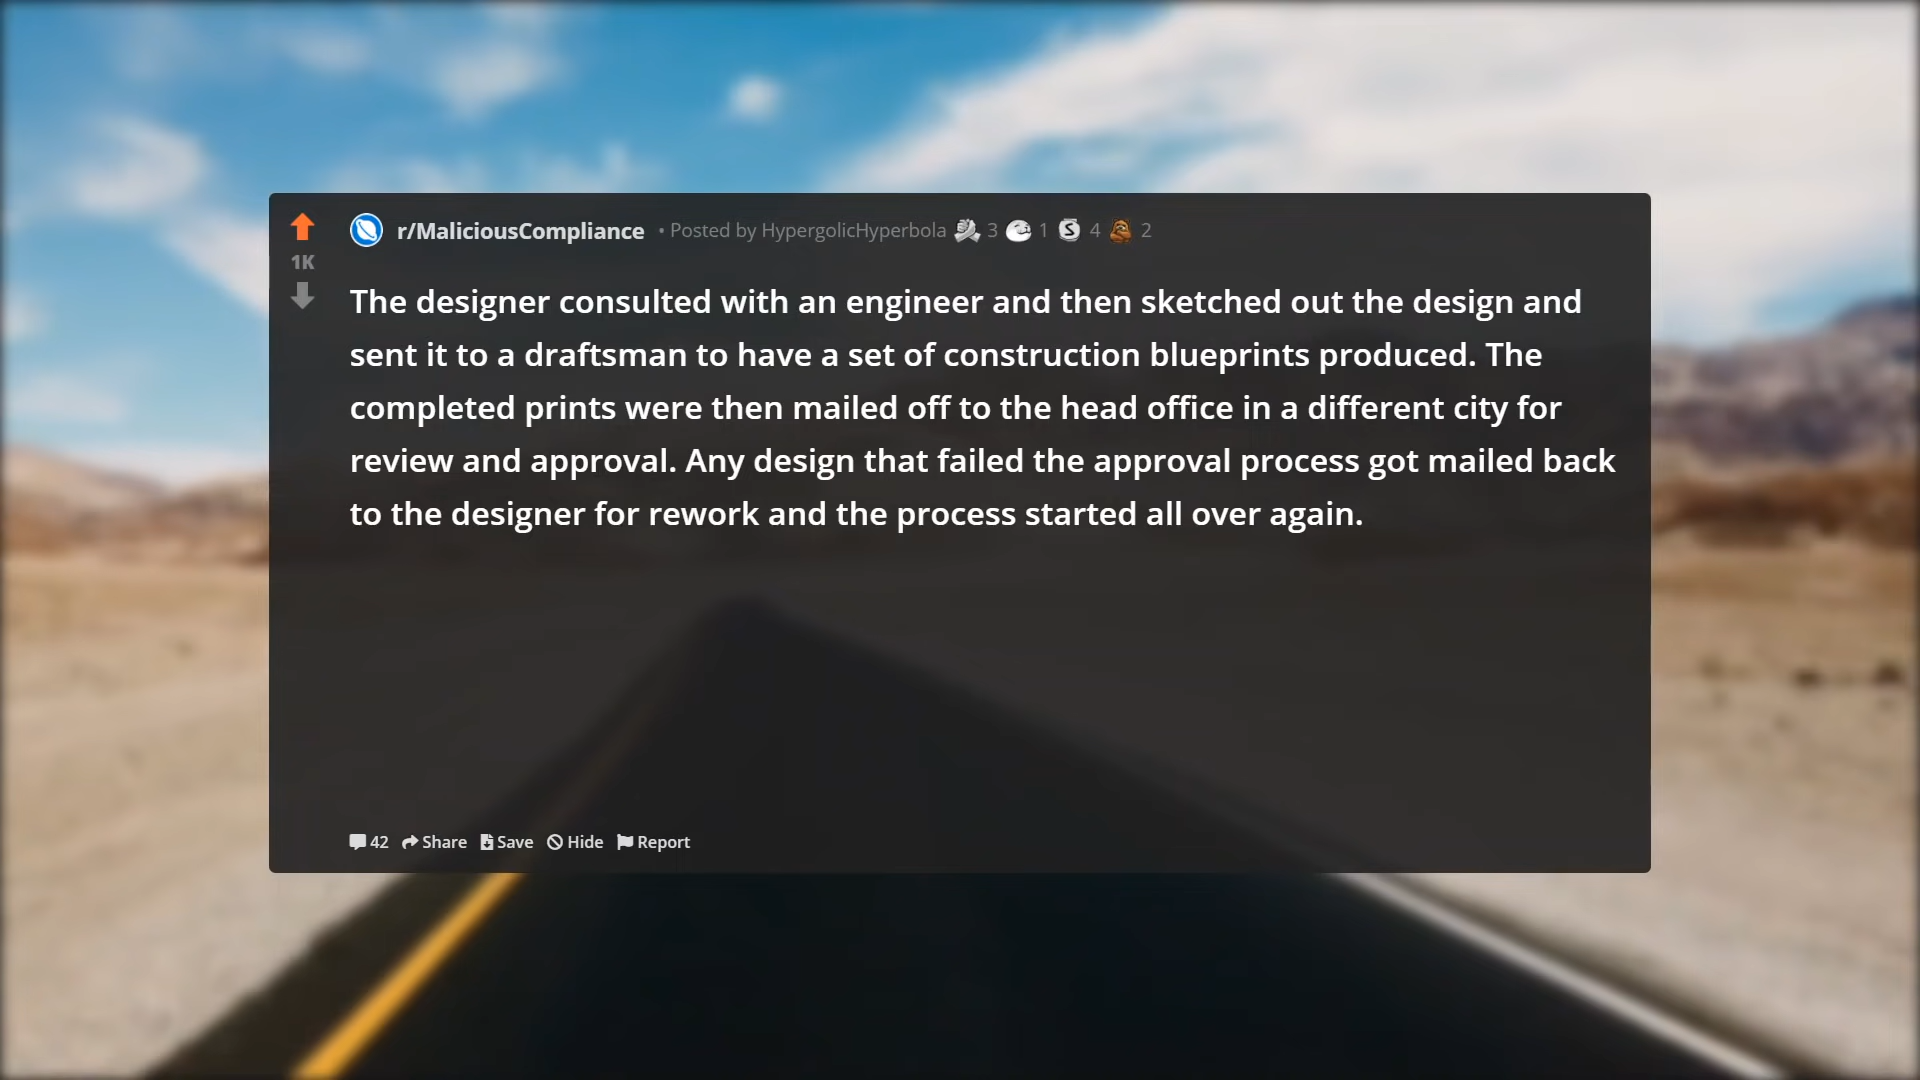 r/MaliciousCompliance • Posted by HypergolicHyperbola 3 1 4 2
1K
The designer consulted with an engineer and then sketched out the design and
sent it to a draftsman to have a set of construction blueprints produced. The
completed prints were then mailed off to the head office in a different city for
review and approval. Any design that failed the approval process got mailed back
to the designer for rework and the process started all over again.
42 Share Save Hide Report